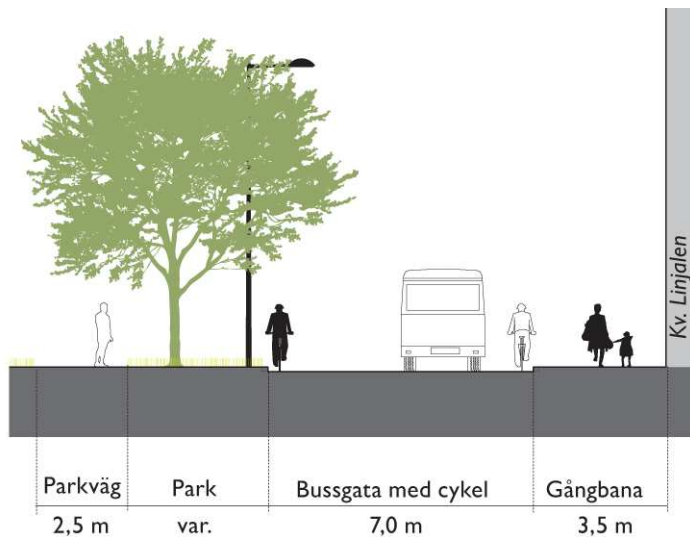 Kv. Linjalen
Parkväg Park Bussgata med cykel Gångbana
2,5 m var. 7,0 m 3,5 m